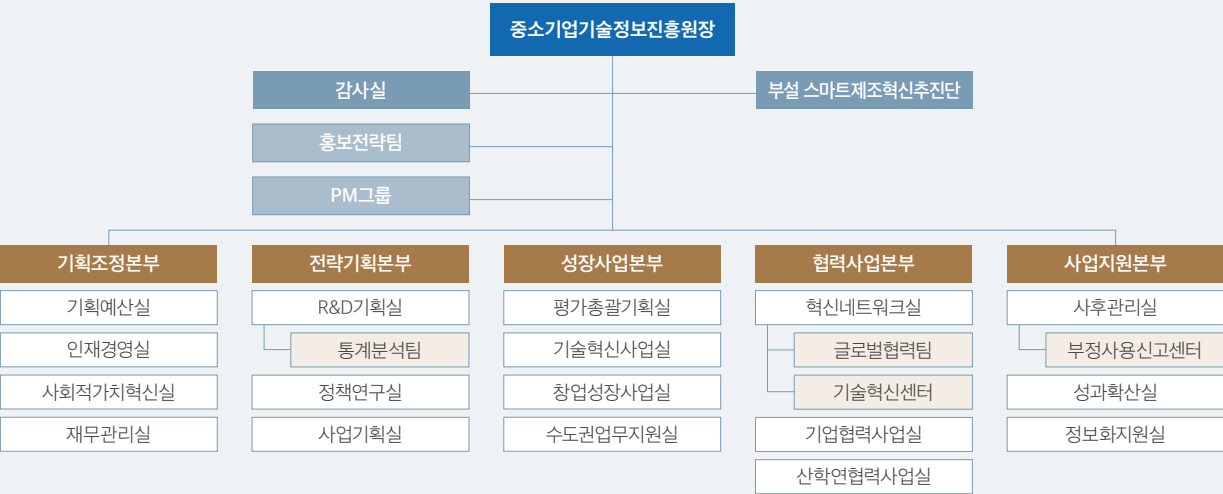 중소기업기술정보진흥원장
감사실
부설 스마트제조혁신추진단
홍보전략팀
PM그룹
기획조정본부
기획예산실
인재경영실
사회적가치혁신실
재무관리실
전략기획본부
R&D기획실
통계분석팀
정책연구실
사업기획실
성장사업본부
평가총괄기획실
기술혁신사업실
창업성장사업실
수도권업무지원실
협력사업본부
혁신네트워크실
글로벌협력팀
기술혁신센터
기업협력사업실
산학연협력사업실
사업지원본부
사후관리실
부정사용신고센터
성과확산실
정보화지원실